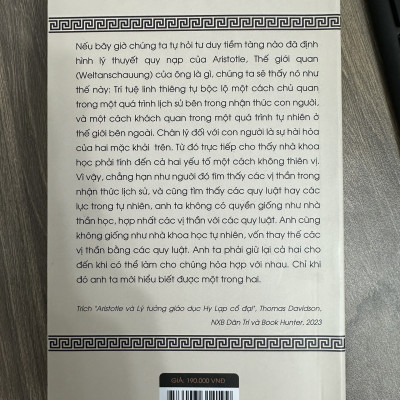 Nếu bây giờ chúng ta tự hỏi tư duy tiềm tàng nào đã định
hình lý thuyết quy nạp của Aristotle, Thế giới quan
(Weltanschauung) của ông là gì, chúng ta sẽ thấy nó như
thế này: Trí tuệ linh thiêng tự bộc lộ một cách chủ quan
trong một quá trình lịch sử bên trong nhận thức con người,
và một cách khách quan trong một quá trình tự nhiên ở
thế giới bên ngoài. Chân lý đối với con người là sự hài hòa
của hai mặc khải trên. Từ đó trực tiếp cho thấy nhà khoa
học phải tính đến cả hai yếu tố một cách không thiên vị.
Vì vậy, chẳng hạn như người đó tìm thấy các vị thần trong
nhận thức lịch sử, và cũng tìm thấy các quy luật hay các
lực trong tự nhiên, anh ta không có quyền giống như nhà
thần học, hợp nhất các vị thần với các quy luật. Anh cũng
không giống như nhà khoa học tự nhiên, vốn thay thế các
vị thần bằng các quy luật. Anh ta phải giữ lại cả hai cho
đến khi có thể làm cho chúng hòa hợp với nhau. Chỉ khi
đó anh ta mới hiểu biết được một trong hai.
Trích "Aristotle và Lý tưởng giáo dục Hy Lạp cổ đại", Thomas Davidson,
NXB Dân Trí và Book Hunter, 2023
GIÁ: 190.000 VNĐ